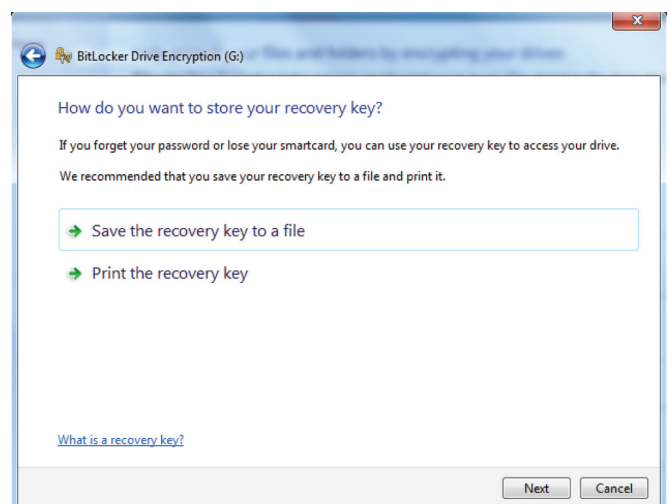 BitLocker Drive Encryption (G:)
How do you want to store your recovery key?
If you forget your password or lose your smartcard, you can use your recovery key to access your drive.
We recommended that you save your recovery key to a file and print it.
Save the recovery key to a file
Print the recovery key
What is a recovery key?
Next Cancel